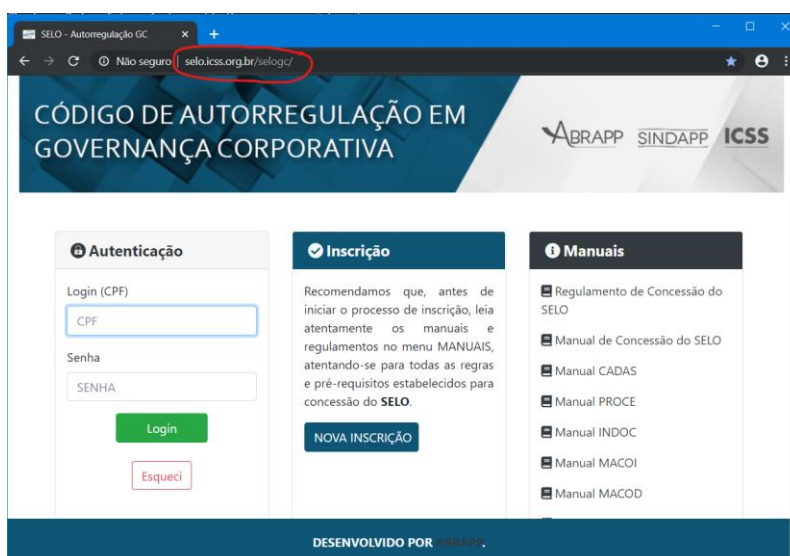 SELO - Autorregulação GC
Não seguro | selo.icss.org.br/selogc/
CÓDIGO DE AUTORREGULAÇÃO EM
GOVERNANÇA CORPORATIVA
ABRAPP SINDAPP ICSS
Autenticação
Login (CPF)
CPF
Senha
SENHA
Login
Esqueci
Inscrição
Recomendamos que, antes de
iniciar o processo de inscrição, leia
atentamente os manuais e
regulamentos no menu MANUAIS,
atentando-se para todas as regras
e pré-requisitos estabelecidos para
concessão do SELO.
NOVA INSCRIÇÃO
Manuais
Regulamento de Concessão do
SELO
Manual de Concessão do SELO
Manual CADAS
Manual PROCE
Manual INDOC
Manual MACOI
Manual MACOD
DESENVOLVIDO POR ABRAPP.